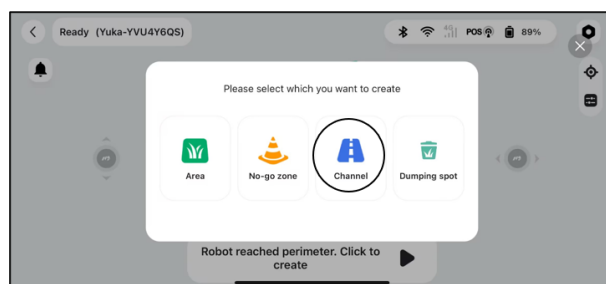 Ready (Yuka-YVU4Y6QS)
4G
POS
89%
Please select which you want to create
Area
No-go zone
Channel
Dumping spot
Robot reached perimeter. Click to
create